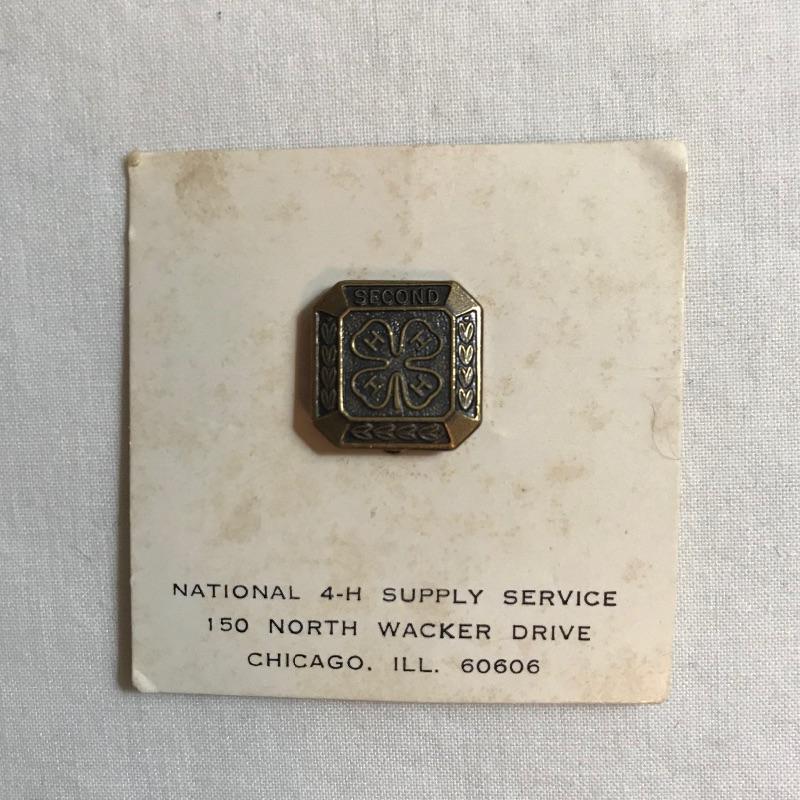 SECOND
H H
H H
NATIONAL 4-H SUPPLY SERVICE
150 NORTH WACKER DRIVE
CHICAGO. ILL. 60606